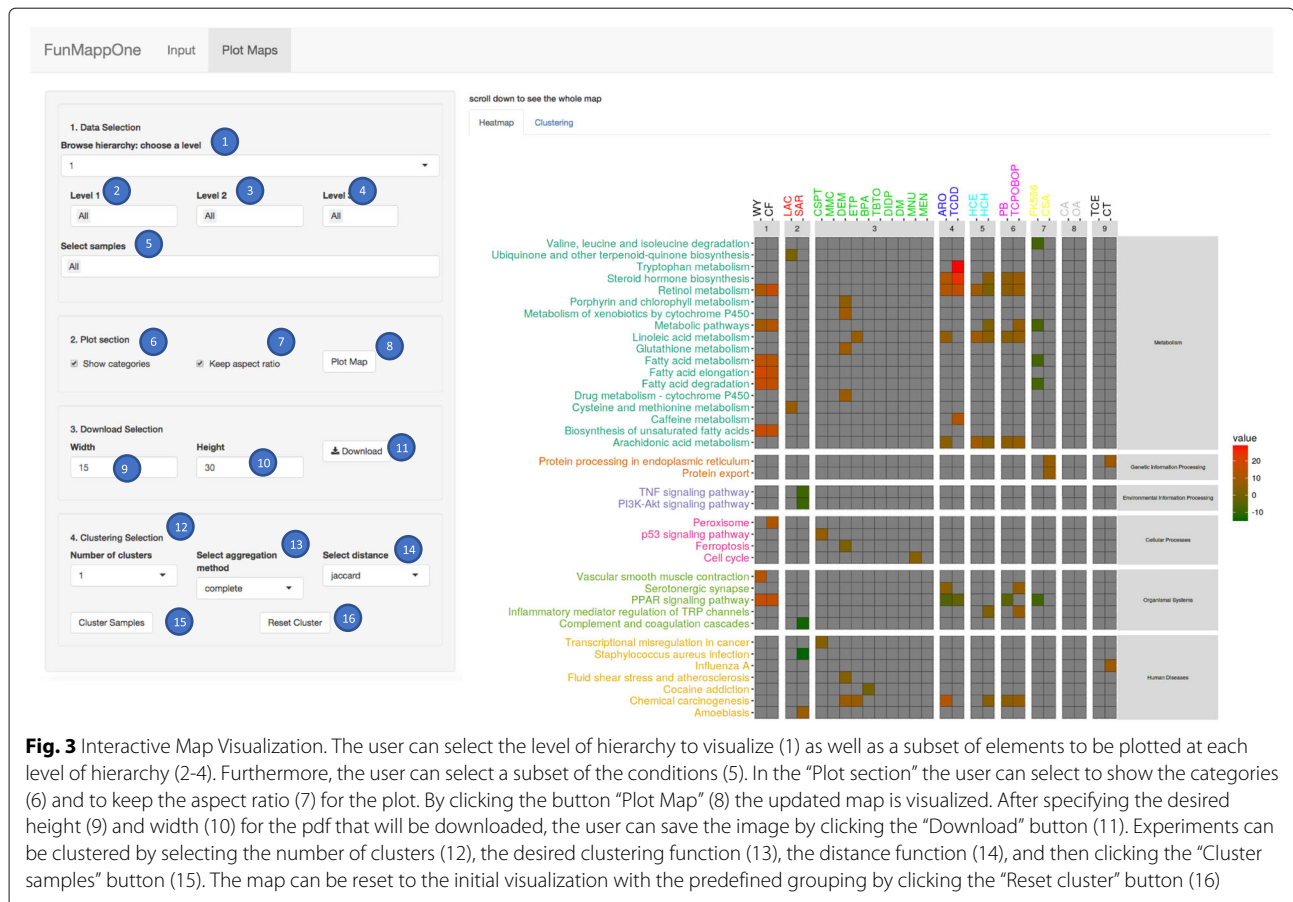 FunMappOne Input Plot Maps
1. Data Selection
Browse hierarchy: choose a level
1
1
Level 1
2
Level 2
3
Level 3
4
All
All
All
Select samples
5
All
2. Plot section
6
7
8
Show categories
Keep aspect ratio
Plot Map
3. Download Selection
Width
Height
Download
11
15
9
30
10
4. Clustering Selection
12
Number of clusters
Select aggregation method
13
Select distance
14
1
complete
jaccard
Cluster Samples
15
Reset Cluster
16
scroll down to see the whole map
Heatmap Clustering
WY
CF
LAC
SAR
CSPT
MMC
DDEM
ETP
BPA
TBTO
DIDP
DM
MNU
MEN
ARO
TCDD
HCE
HCH
PB
TCPOBOP
FK506
CSA
CA
OA
TCE
CT
1 2 3 4 5 6 7 8 9
Valine, leucine and isoleucine degradation
Ubiquinone and other terpenoid-quinone biosynthesis
Tryptophan metabolism
Steroid hormone biosynthesis
Retinol metabolism
Porphyrin and chlorophyll metabolism
Metabolism of xenobiotics by cytochrome P450
Metabolic pathways
Linoleic acid metabolism
Glutathione metabolism
Fatty acid metabolism
Fatty acid elongation
Fatty acid degradation
Drug metabolism - cytochrome P450
Cysteine and methionine metabolism
Caffeine metabolism
Biosynthesis of unsaturated fatty acids
Arachidonic acid metabolism
Metabolism
Protein processing in endoplasmic reticulum
Protein export
Genetic Information Processing
TNF signaling pathway
PI3K-Akt signaling pathway
Environmental Information Processing
Peroxisome
p53 signaling pathway
Ferroptosis
Cell cycle
Cellular Processes
Vascular smooth muscle contraction
Serotonergic synapse
PPAR signaling pathway
Inflammatory mediator regulation of TRP channels
Complement and coagulation cascades
Organismal Systems
Transcriptional misregulation in cancer
Staphylococcus aureus infection
Influenza A
Fluid shear stress and atherosclerosis
Cocaine addiction
Chemical carcinogenesis
Amoebiasis
Human Diseases
value
20
10
0
-10
Fig. 3 Interactive Map Visualization. The user can select the level of hierarchy to visualize (1) as well as a subset of elements to be plotted at each
level of hierarchy (2-4). Furthermore, the user can select a subset of the conditions (5). In the “Plot section” the user can select to show the categories
(6) and to keep the aspect ratio (7) for the plot. By clicking the button “Plot Map” (8) the updated map is visualized. After specifying the desired
height (9) and width (10) for the pdf that will be downloaded, the user can save the image by clicking the “Download” button (11). Experiments can
be clustered by selecting the number of clusters (12), the desired clustering function (13), the distance function (14), and then clicking the “Cluster
samples” button (15). The map can be reset to the initial visualization with the predefined grouping by clicking the “Reset cluster” button (16)